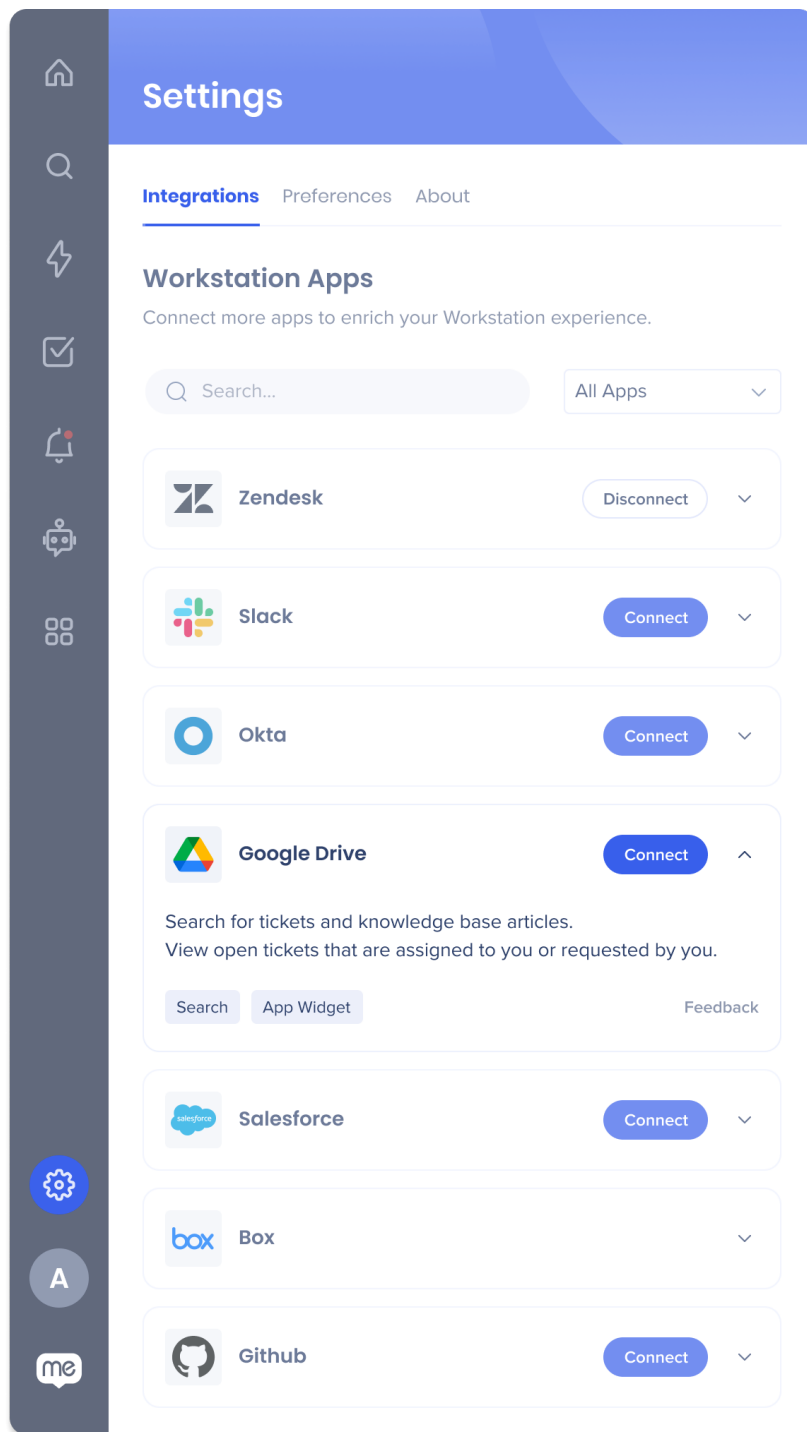 Settings
Integrations Preferences About
Workstation Apps
Connect more apps to enrich your Workstation experience.
Search... All Apps
Zendesk Disconnect
Slack Connect
Okta Connect
Google Drive Connect
Search for tickets and knowledge base articles.
View open tickets that are assigned to you or requested by you.
Search App Widget Feedback
salesforce Salesforce Connect
box Box
A
Github Connect
me